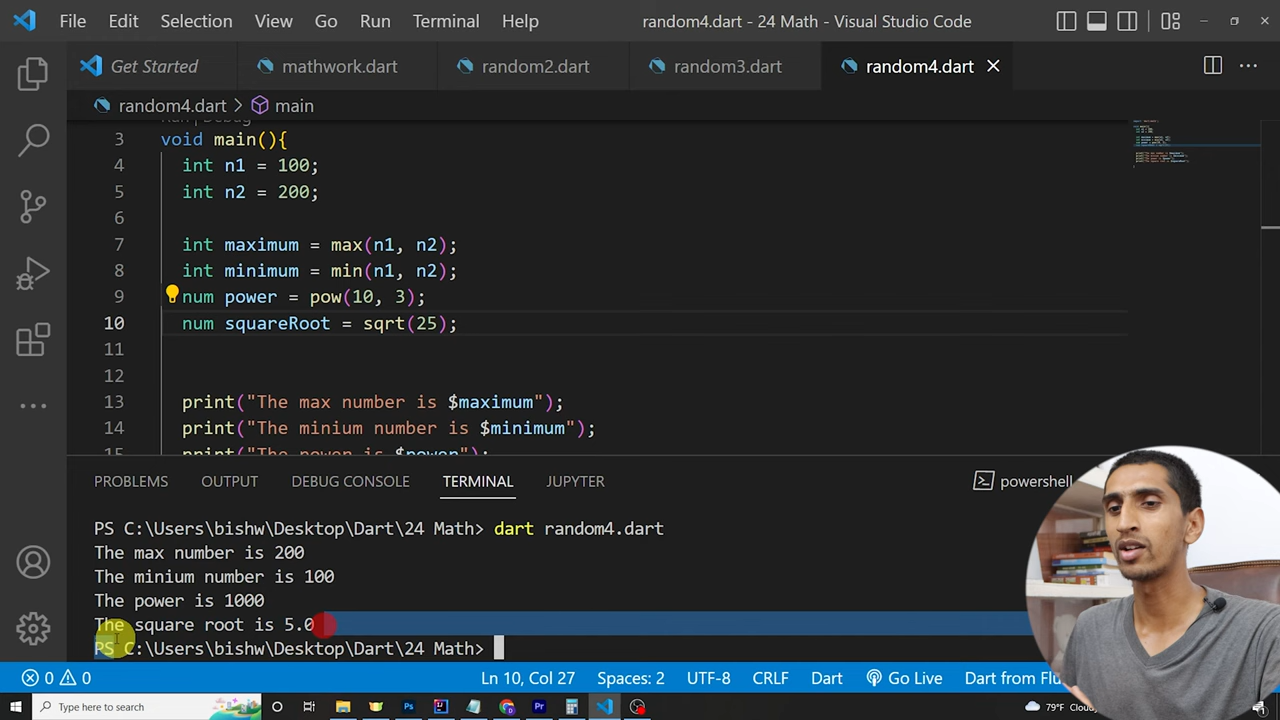 File Edit Selection View Go Run Terminal Help random4.dart - 24 Math - Visual Studio Code
Get Started mathwork.dart random2.dart random3.dart random4.dart
random4.dart > main
3 void main(){
4 int n1 = 100;
5 int n2 = 200;
6
7 int maximum = max(n1, n2);
8 int minimum = min(n1, n2);
9 num power = pow(10, 3);
10 num squareRoot = sqrt(25);
11
12
13 print("The max number is $maximum");
14 print("The minium number is $minimum");
15 print("The power is $power");
PROBLEMS OUTPUT DEBUG CONSOLE TERMINAL JUPYTER powershell
PS C:\Users\bishw\Desktop\Dart\24 Math> dart random4.dart
The max number is 200
The minium number is 100
The power is 1000
The square root is 5.0
PS C:\Users\bishw\Desktop\Dart\24 Math>
0 0 Ln 10, Col 27 Spaces: 2 UTF-8 CRLF Dart Go Live Dart from Flu
Type here to search 79°F Cloudy